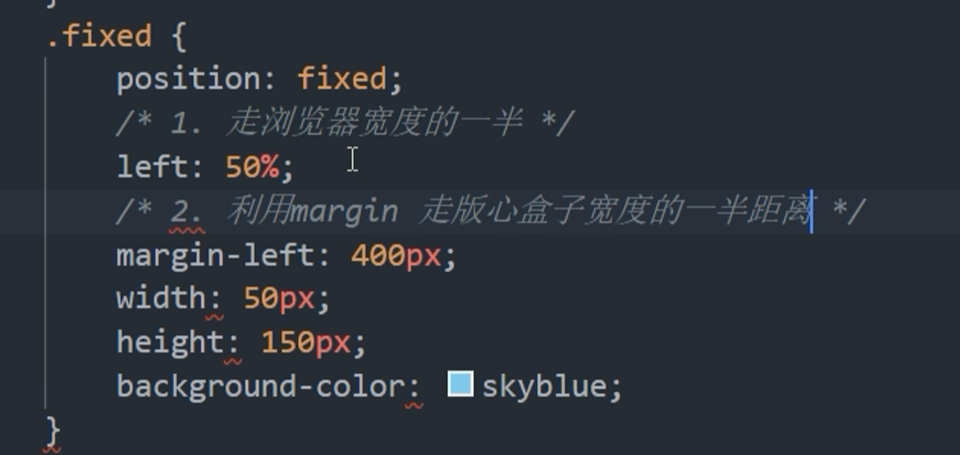 }
.fixed {
position: fixed;
/* 1. 走浏览器宽度的一半 */
left: 50%;
/* 2. 利用margin 走版心盒子宽度的一半距离 */
margin-left: 400px;
width: 50px;
height: 150px;
background-color: skyblue;
}